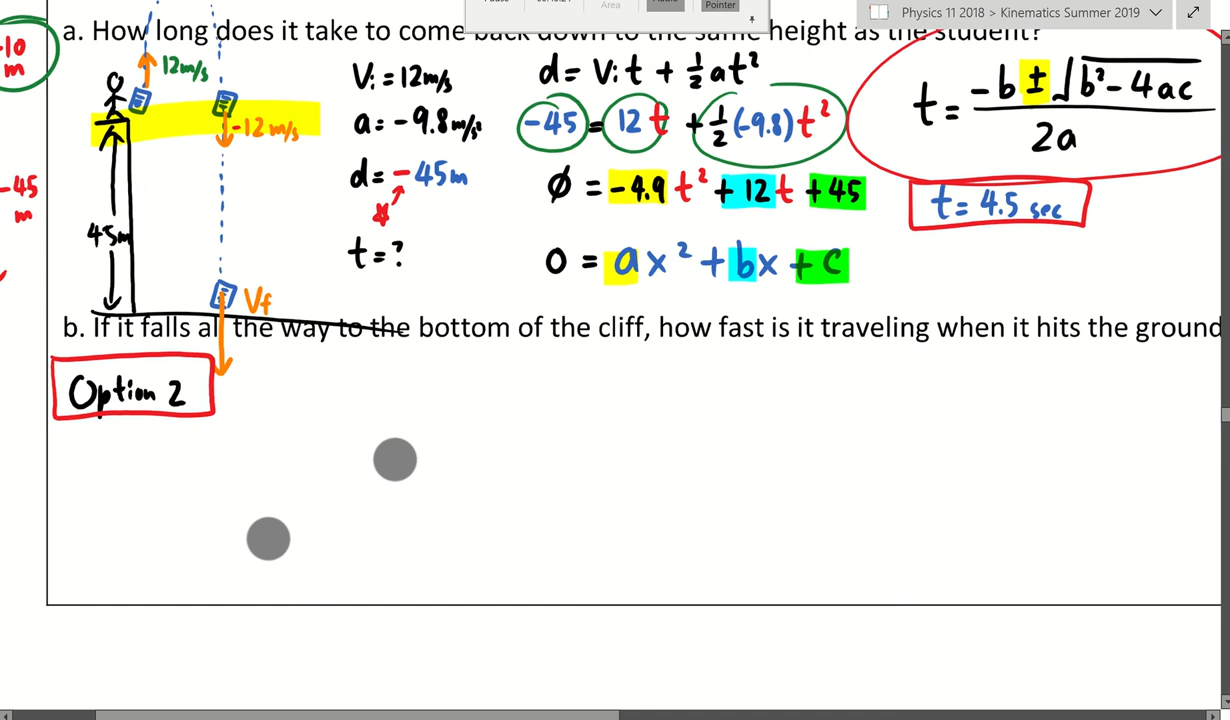 Area
Pointer
Physics 11 2018 > Kinematics Summer 2019
a. How long does it take to come back down to the same height as the student?
-10
m
12m/s
-12m/s
-45
m
45m
Vf
Vi = 12m/s
a = -9.8m/s²
d = -45m
t = ?
d = Vit + ½at²
-45 = 12t + ½(-9.8)t²
Ø = -4.9t² + 12t + 45
0 = ax² + bx + c
t = -b ± √b² - 4ac
2a
t = 4.5 sec
b. If it falls all the way to the bottom of the cliff, how fast is it traveling when it hits the ground
Option 2